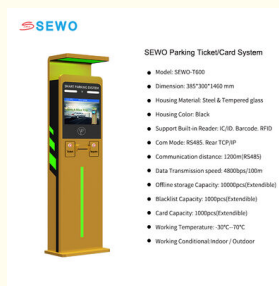 SEWO
SEWO Parking Ticket/Card System
Model: SEWO-T600
Dimension: 385*300*1460 mm
Housing Material: Steel & Tempered glass
Housing Color: Black
Support Built-in Reader: IC/ID. Barcode. RFID
Com Mode: RS485. Rear TCP/IP
Communication distance: 1200m(RS485)
Data Transmission speed: 4800bps/100m
Offline storage Capacity: 10000pcs(Extendible)
Blacklist Capacity: 1000pcs(Extendible)
Card Capacity: 1000pcs(Extendible)
Working Temperature: -30℃--70℃
Working Conditional:Indoor / Outdoor
SMART PARKING SYSTEM